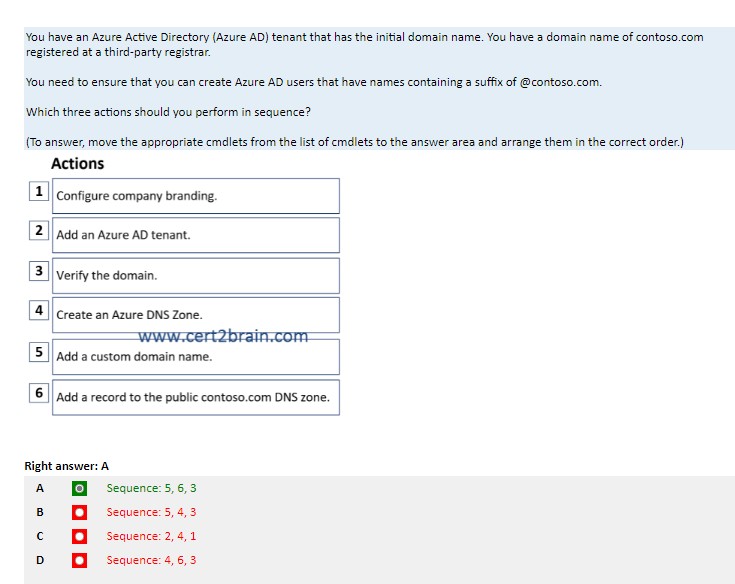 You have an Azure Active Directory (Azure AD) tenant that has the initial domain name. You have a domain name of contoso.com
registered at a third-party registrar.
You need to ensure that you can create Azure AD users that have names containing a suffix of @contoso.com.
Which three actions should you perform in sequence?
(To answer, move the appropriate cmdlets from the list of cmdlets to the answer area and arrange them in the correct order.)
Actions
1 Configure company branding.
2 Add an Azure AD tenant.
3 Verify the domain.
4 Create an Azure DNS Zone.
www.cert2brain.com
5 Add a custom domain name.
6 Add a record to the public contoso.com DNS zone.
Right answer: A
A Sequence: 5, 6, 3
B Sequence: 5, 4, 3
C Sequence: 2, 4, 1
D Sequence: 4, 6, 3